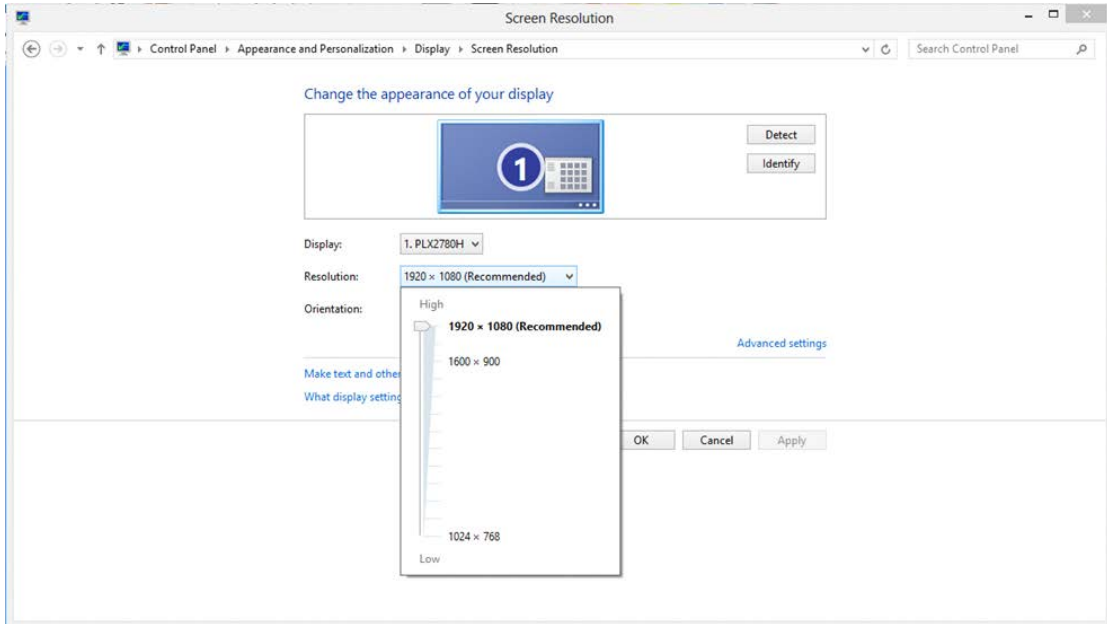 Screen Resolution
Control Panel Appearance and Personalization Display Screen Resolution
Search Control Panel
Change the appearance of your display
1
Detect
Identify
Display:
1. PLX2780H
Resolution:
1920 × 1080 (Recommended)
Orientation:
High
1920 × 1080 (Recommended)
1600 × 900
1024 × 768
Low
Advanced settings
Make text and other
What display setting
OK
Cancel
Apply